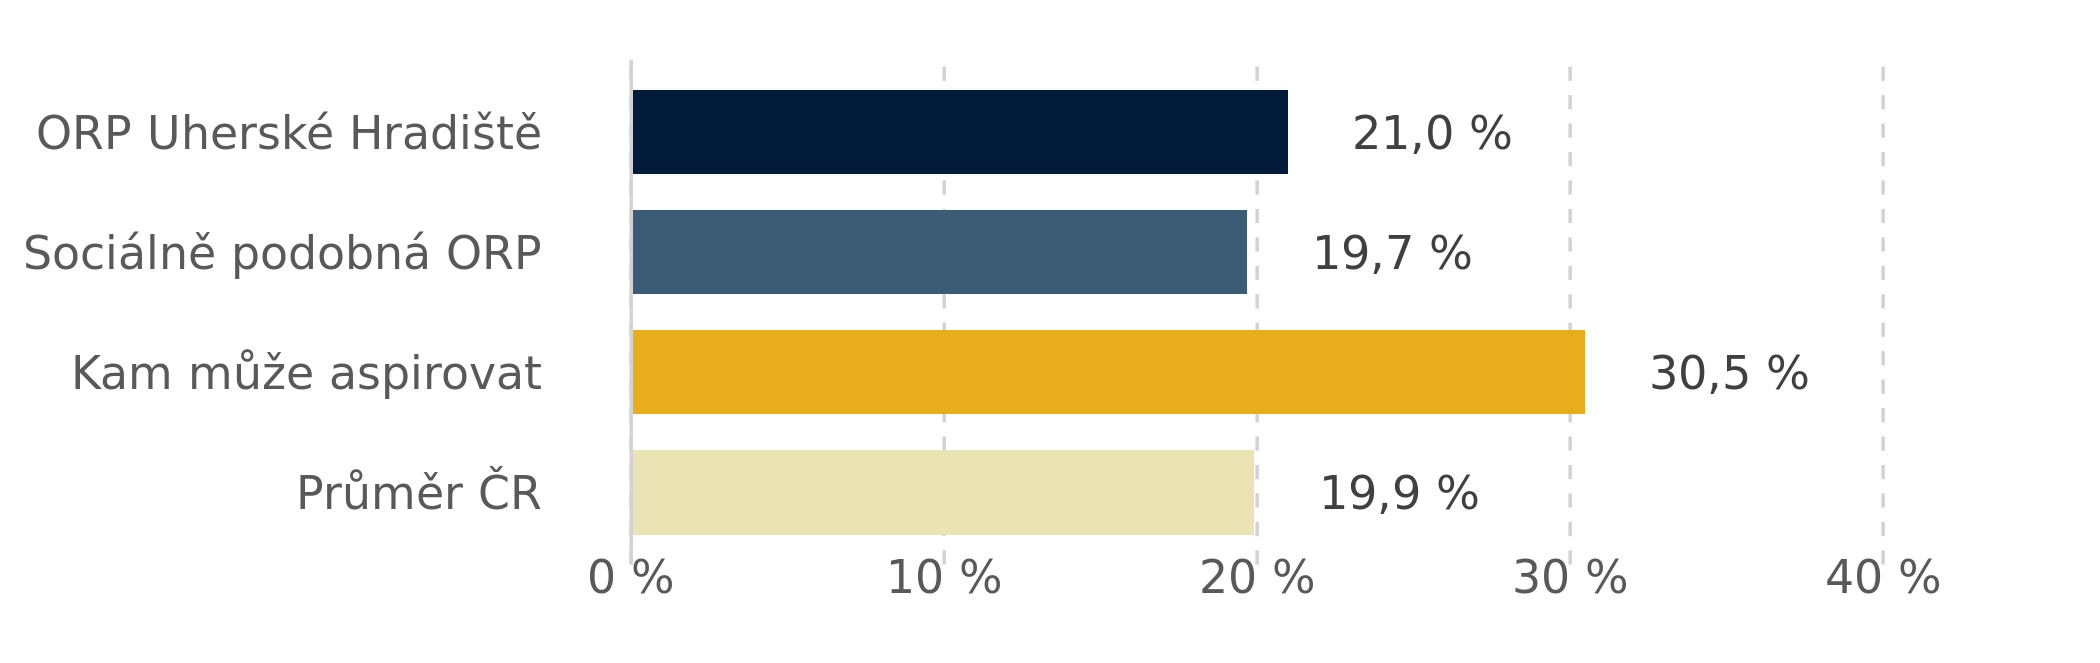 ORP Uherské Hradiště
21,0 %
Sociálně podobná ORP
19,7 %
Kam může aspirovat
30,5 %
Průměr ČR
19,9 %
0 %
10 %
20 %
30 %
40 %